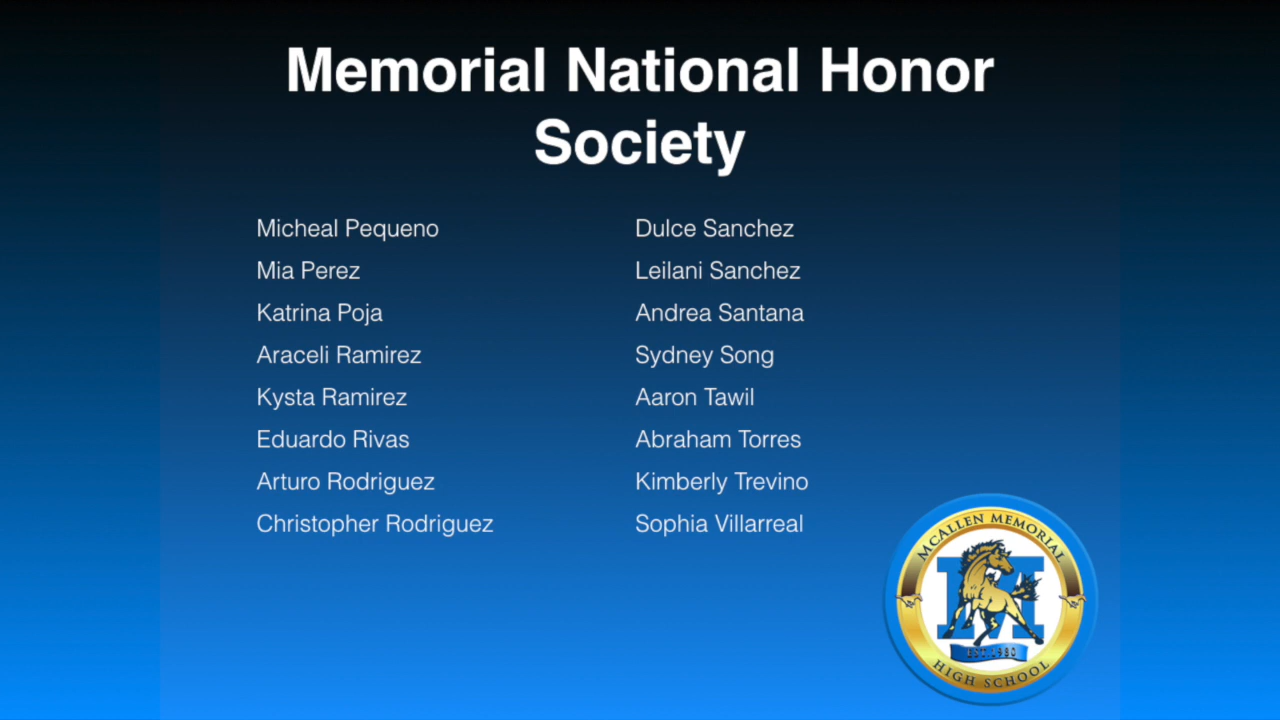 Memorial National Honor
Society
Micheal Pequeno
Mia Perez
Katrina Poja
Araceli Ramirez
Kysta Ramirez
Eduardo Rivas
Arturo Rodriguez
Christopher Rodriguez
Dulce Sanchez
Leilani Sanchez
Andrea Santana
Sydney Song
Aaron Tawil
Abraham Torres
Kimberly Trevino
Sophia Villarreal
MCALLEN MEMORIAL
M
EST. 1980
HIGH SCHOOL